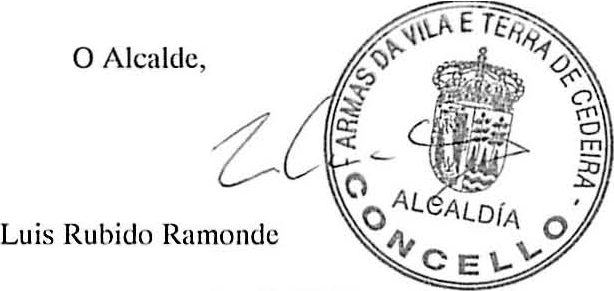 O Alcalde,
ARMAS DA VILA E TERRA DE CEDEIRA -
ALCALDÍA
CONCELLO
Luis Rubido Ramonde